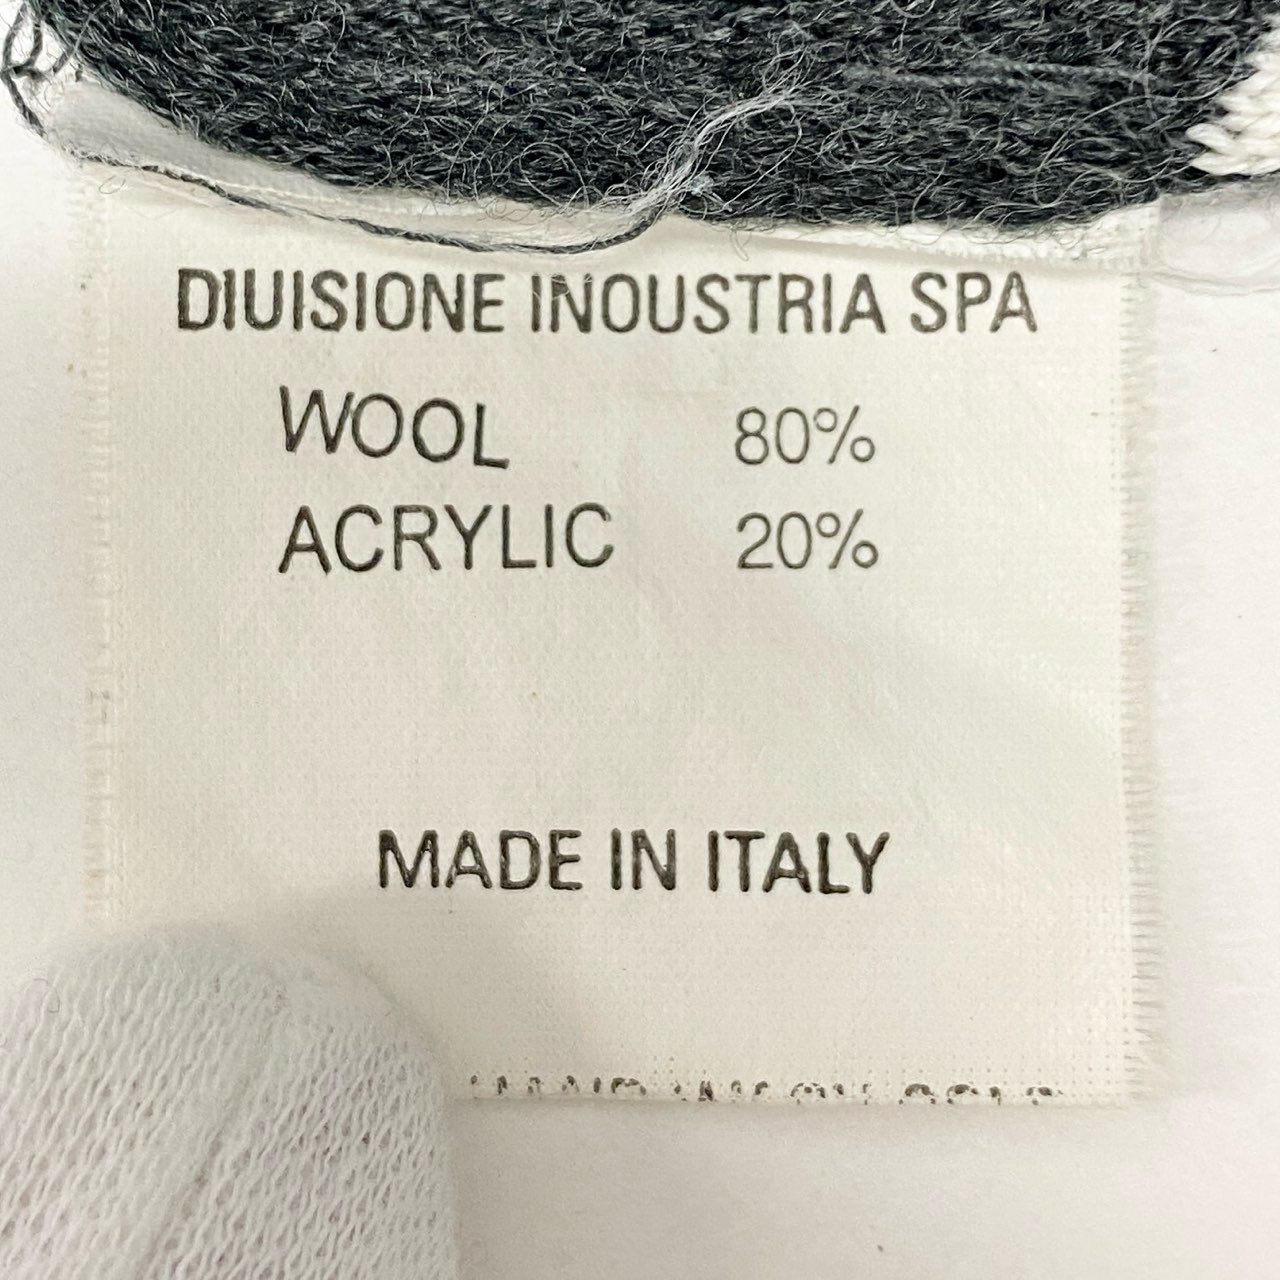 DIUISIONE INOUSTRIA SPA
WOOL 80%
ACRYLIC 20%
MADE IN ITALY